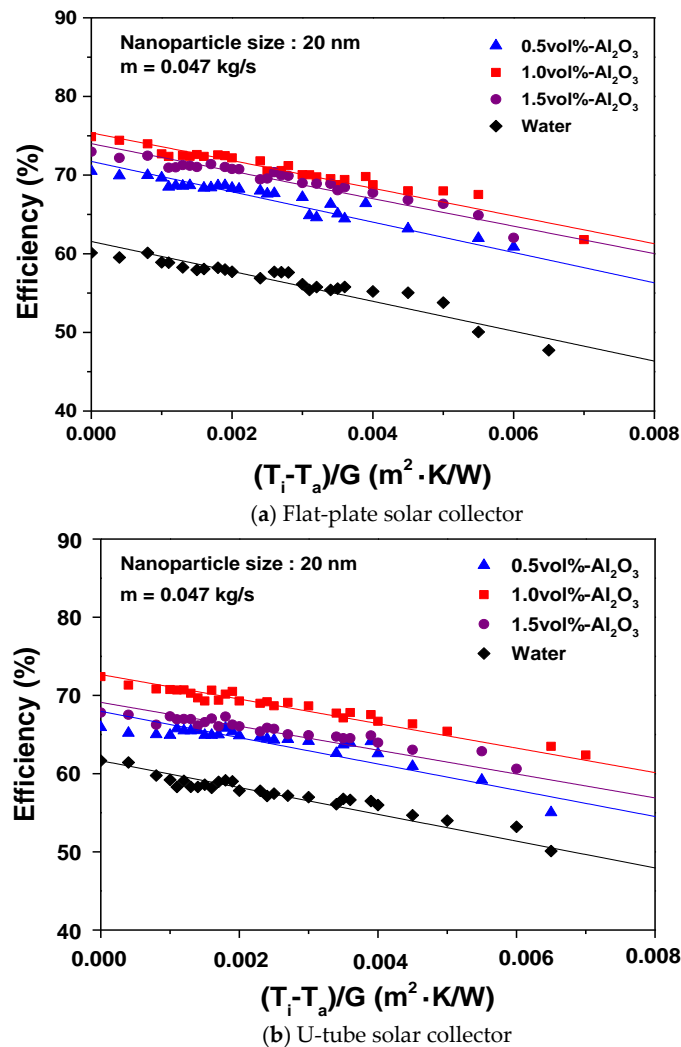 90
80
70
60
50
40
Efficiency (%)
Nanoparticle size : 20 nm
m = 0.047 kg/s
0.5vol%-Al₂O₃
1.0vol%-Al₂O₃
1.5vol%-Al₂O₃
Water
0.000 0.002 0.004 0.006 0.008
(Tᵢ-Tₐ)/G (m²·K/W)
(a) Flat-plate solar collector
90
80
70
60
50
40
Efficiency (%)
Nanoparticle size : 20 nm
m = 0.047 kg/s
0.5vol%-Al₂O₃
1.0vol%-Al₂O₃
1.5vol%-Al₂O₃
Water
0.000 0.002 0.004 0.006 0.008
(Tᵢ-Tₐ)/G (m²·K/W)
(b) U-tube solar collector